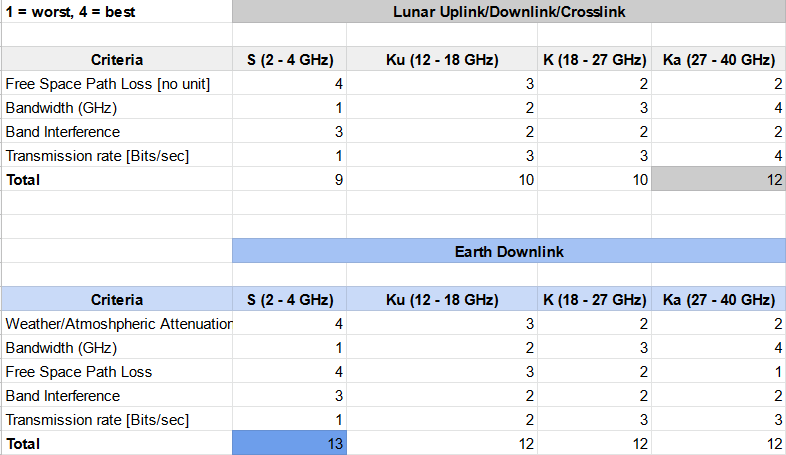 1 = worst, 4 = best Lunar Uplink/Downlink/Crosslink
Criteria S (2 - 4 GHz) Ku (12 - 18 GHz) K (18 - 27 GHz) Ka (27 - 40 GHz)
Free Space Path Loss [no unit] 4 3 2 2
Bandwidth (GHz) 1 2 3 4
Band Interference 3 2 2 2
Transmission rate [Bits/sec] 1 3 3 4
Total 9 10 10 12
Earth Downlink
Criteria S (2 - 4 GHz) Ku (12 - 18 GHz) K (18 - 27 GHz) Ka (27 - 40 GHz)
Weather/Atmoshpheric Attenuation 4 3 2 2
Bandwidth (GHz) 1 2 3 4
Free Space Path Loss 4 3 2 1
Band Interference 3 2 2 2
Transmission rate [Bits/sec] 1 2 3 3
Total 13 12 12 12